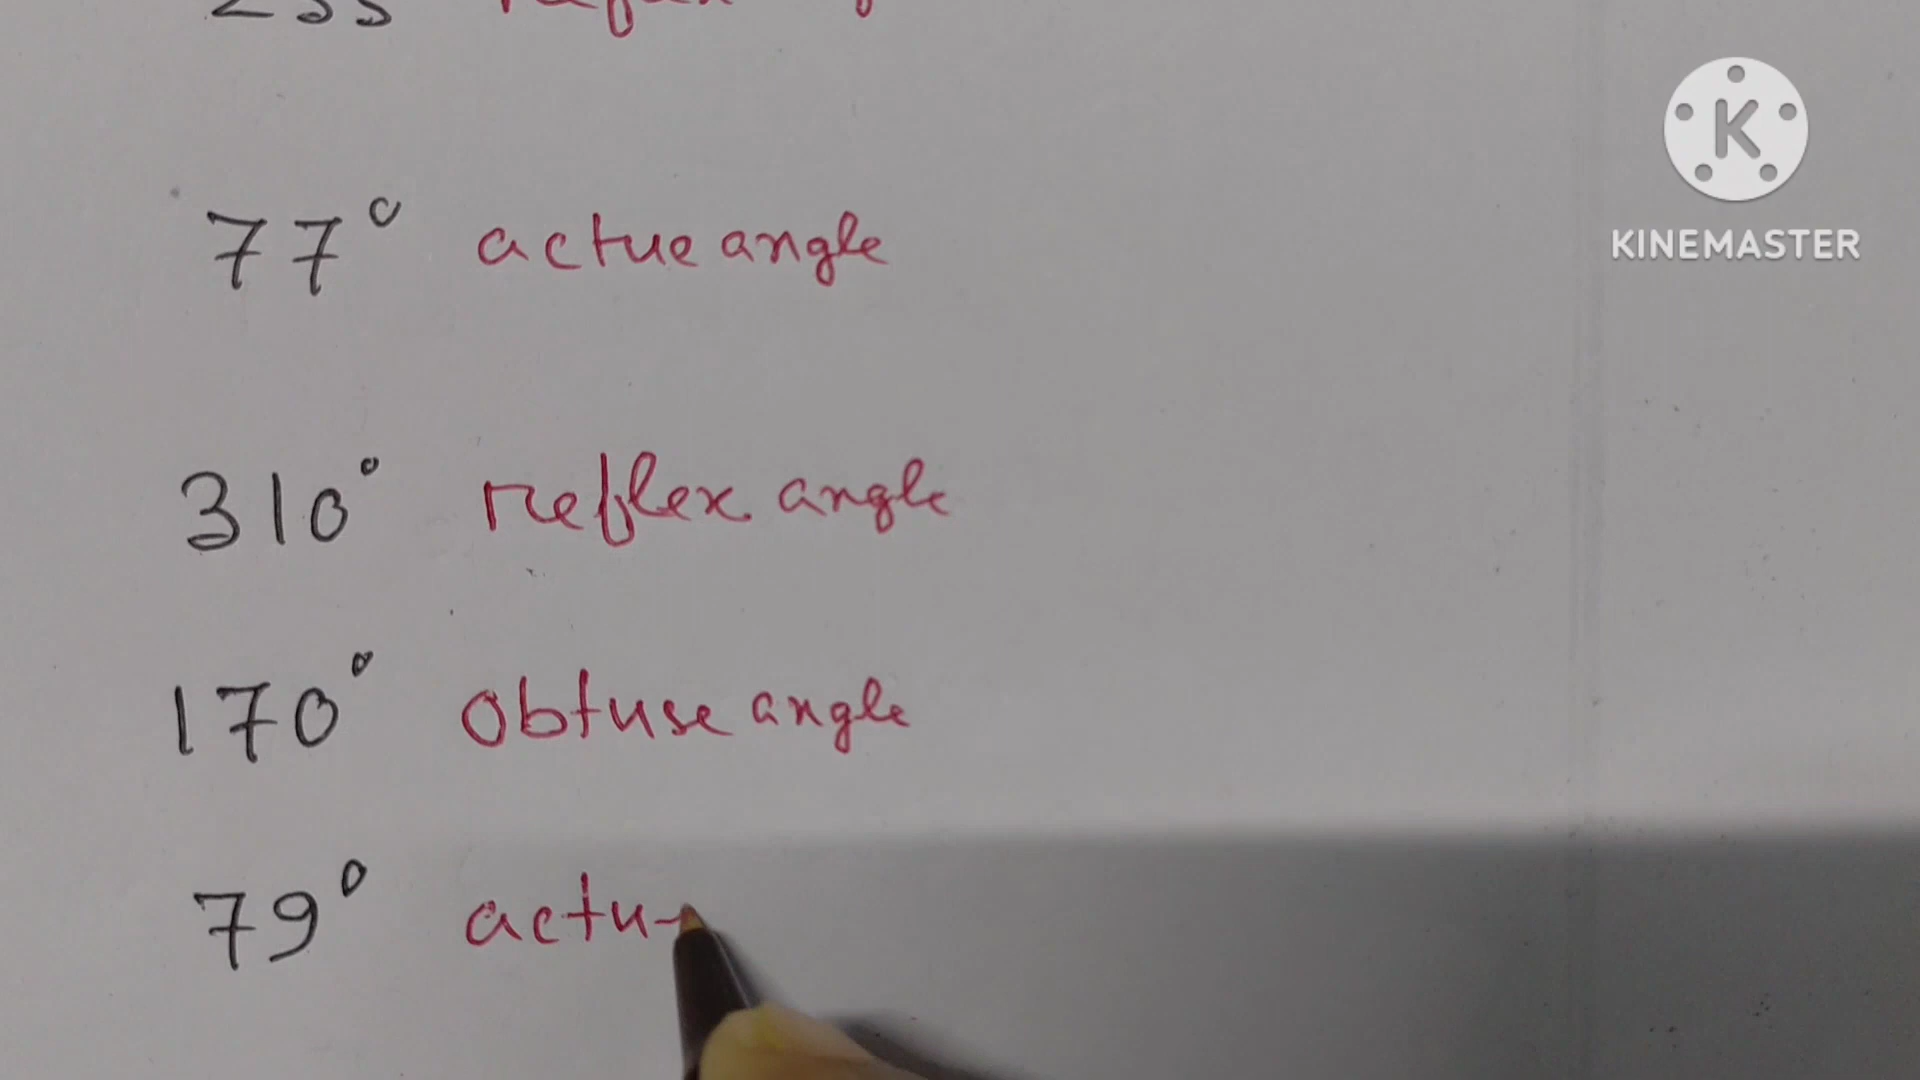 K
KINEMASTER
77° actue angle
310° reflex angle
170° obtuse angle
79° actu